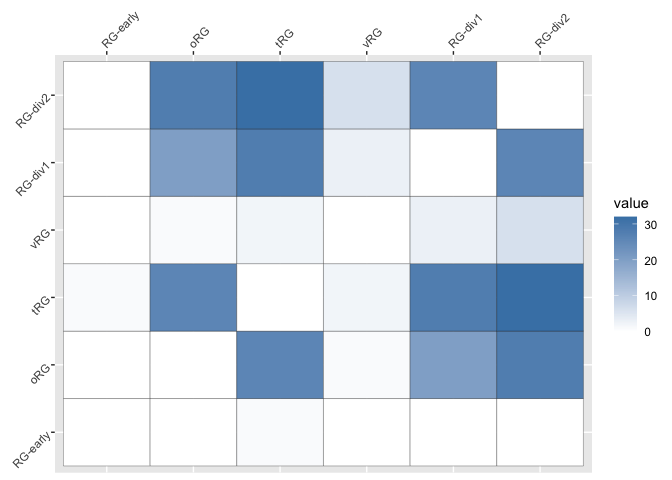 RG-early
oRG
tRG
vRG
RG-div1
RG-div2
RG-div2
RG-div1
vRG
tRG
oRG
RG-early
value
30
20
10
0